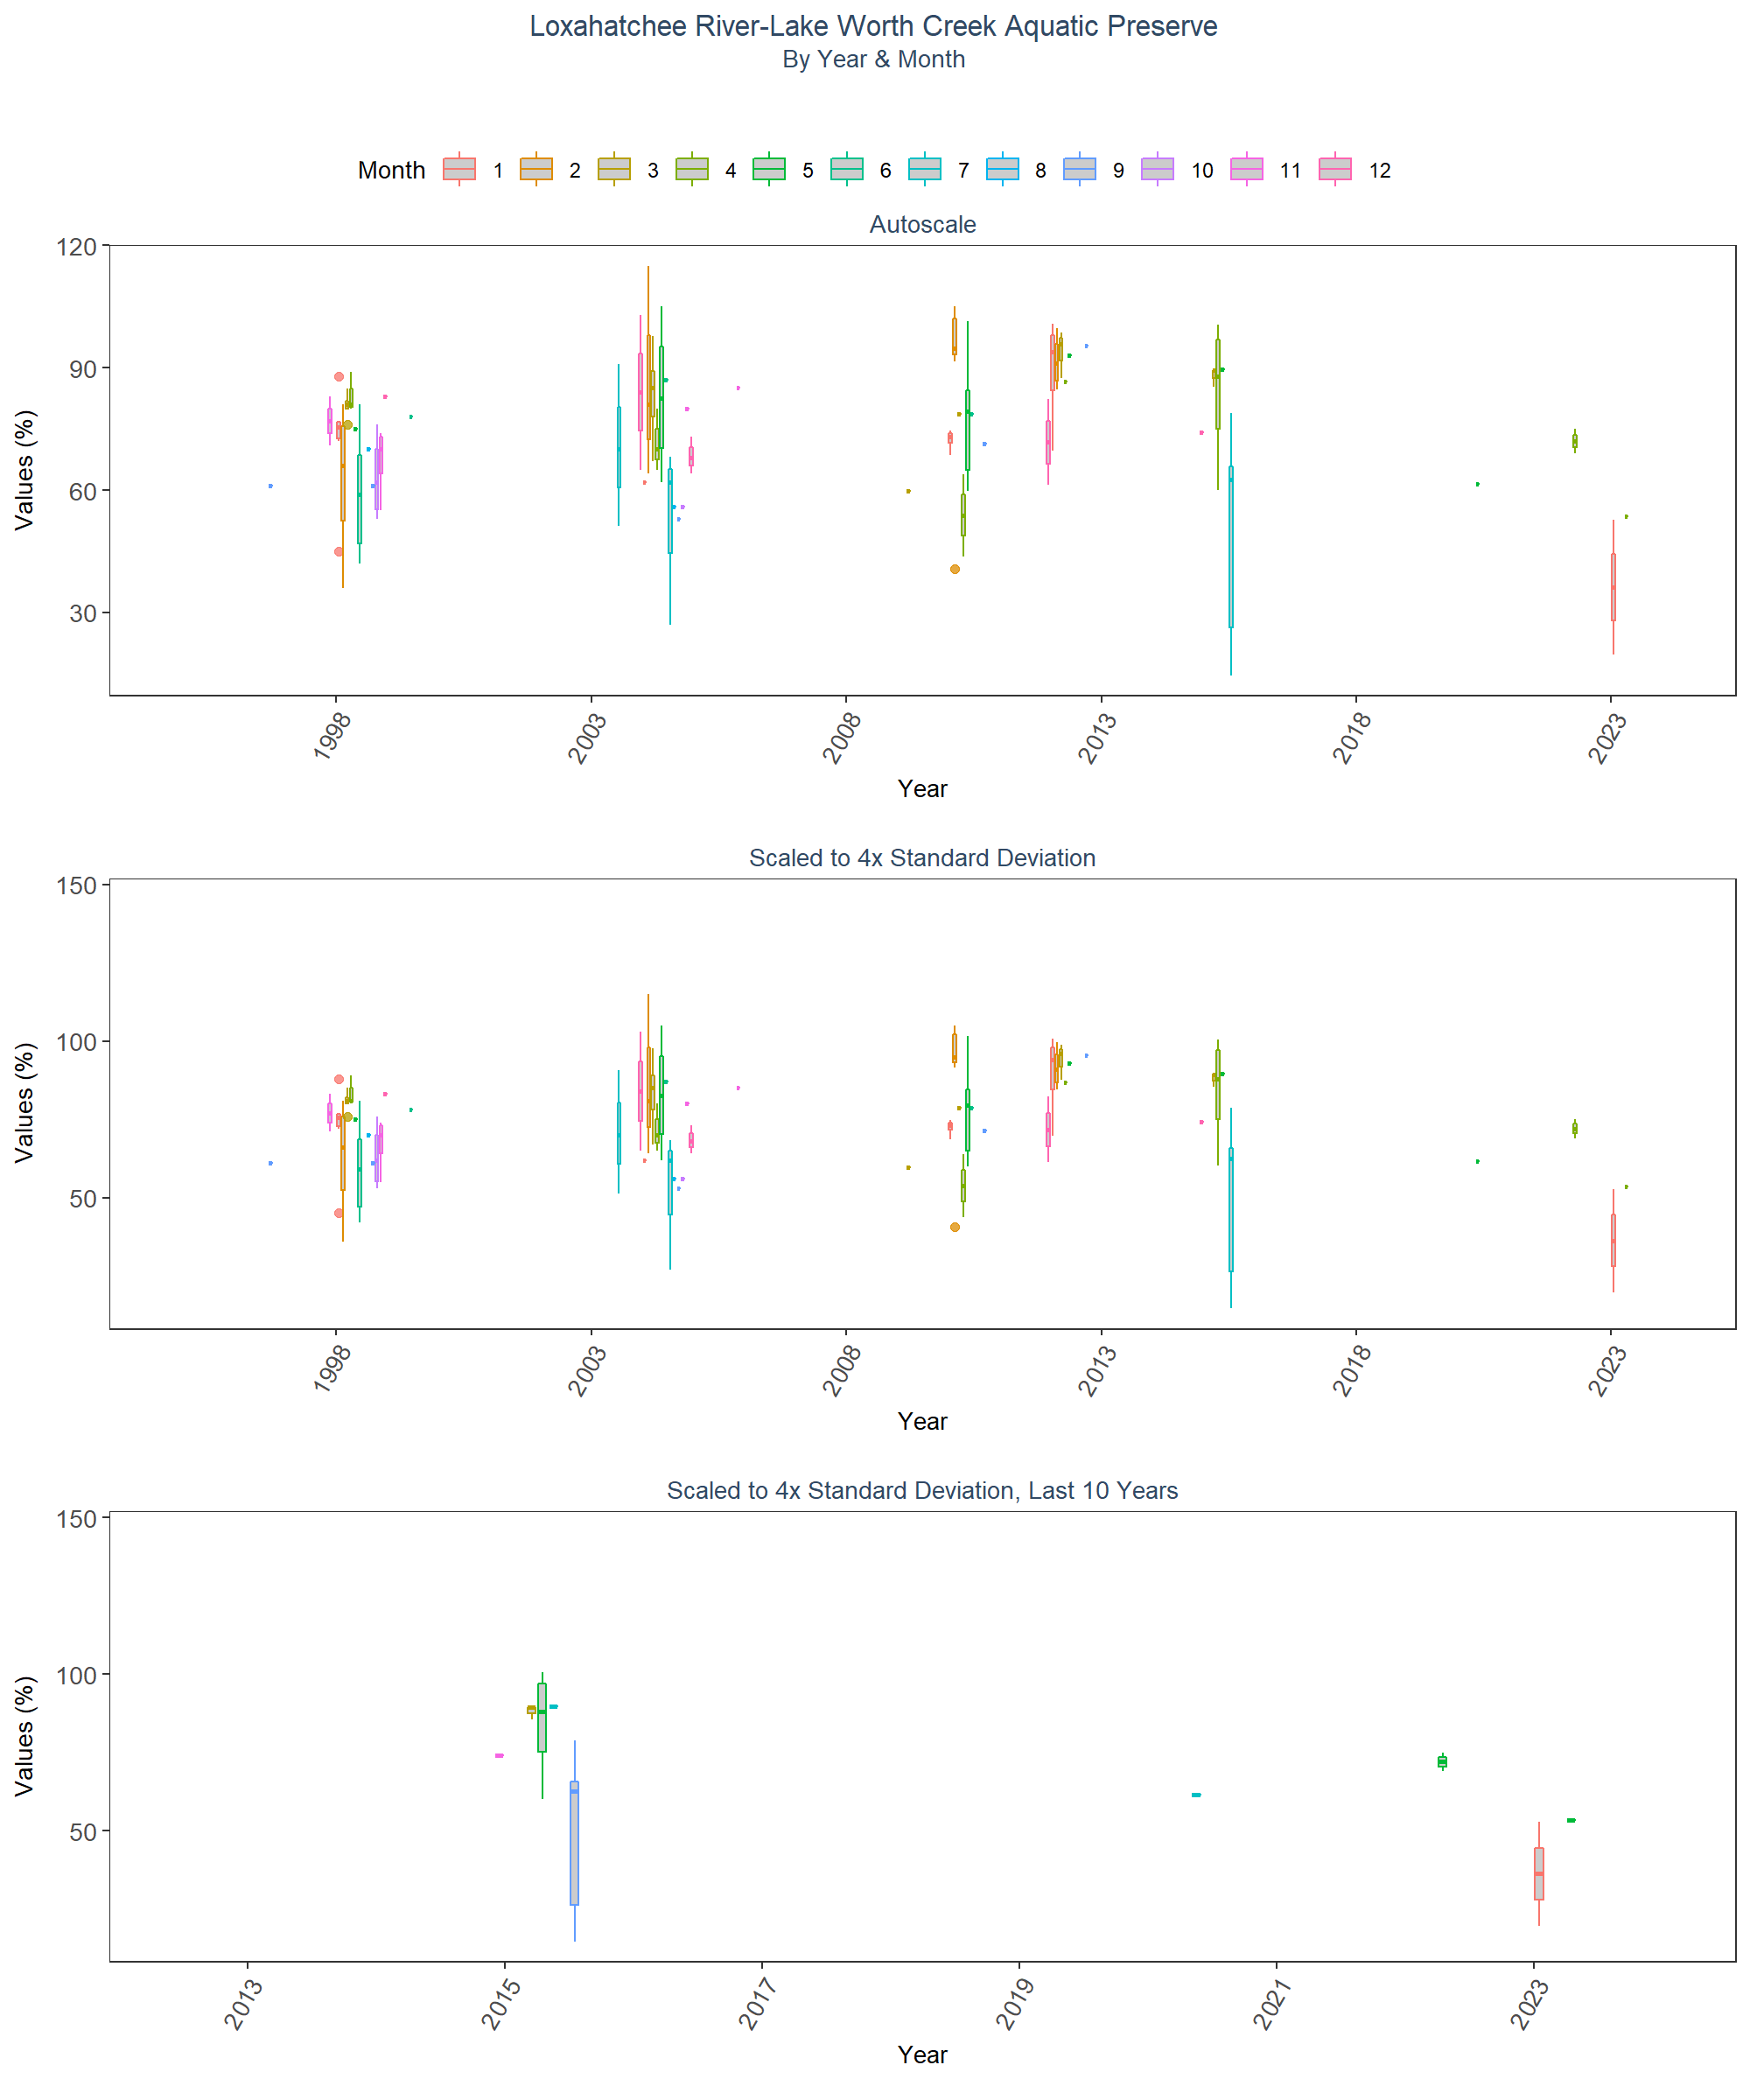 Loxahatchee River-Lake Worth Creek Aquatic Preserve
By Year & Month
Month 1 2 3 4 5 6 7 8 9 10 11 12
Autoscale
Values (%)
120
90
60
30
1998 2003 2008 2013 2018 2023
Year
Scaled to 4x Standard Deviation
Values (%)
150
100
50
1998 2003 2008 2013 2018 2023
Year
Scaled to 4x Standard Deviation, Last 10 Years
Values (%)
150
100
50
2013 2015 2017 2019 2021 2023
Year